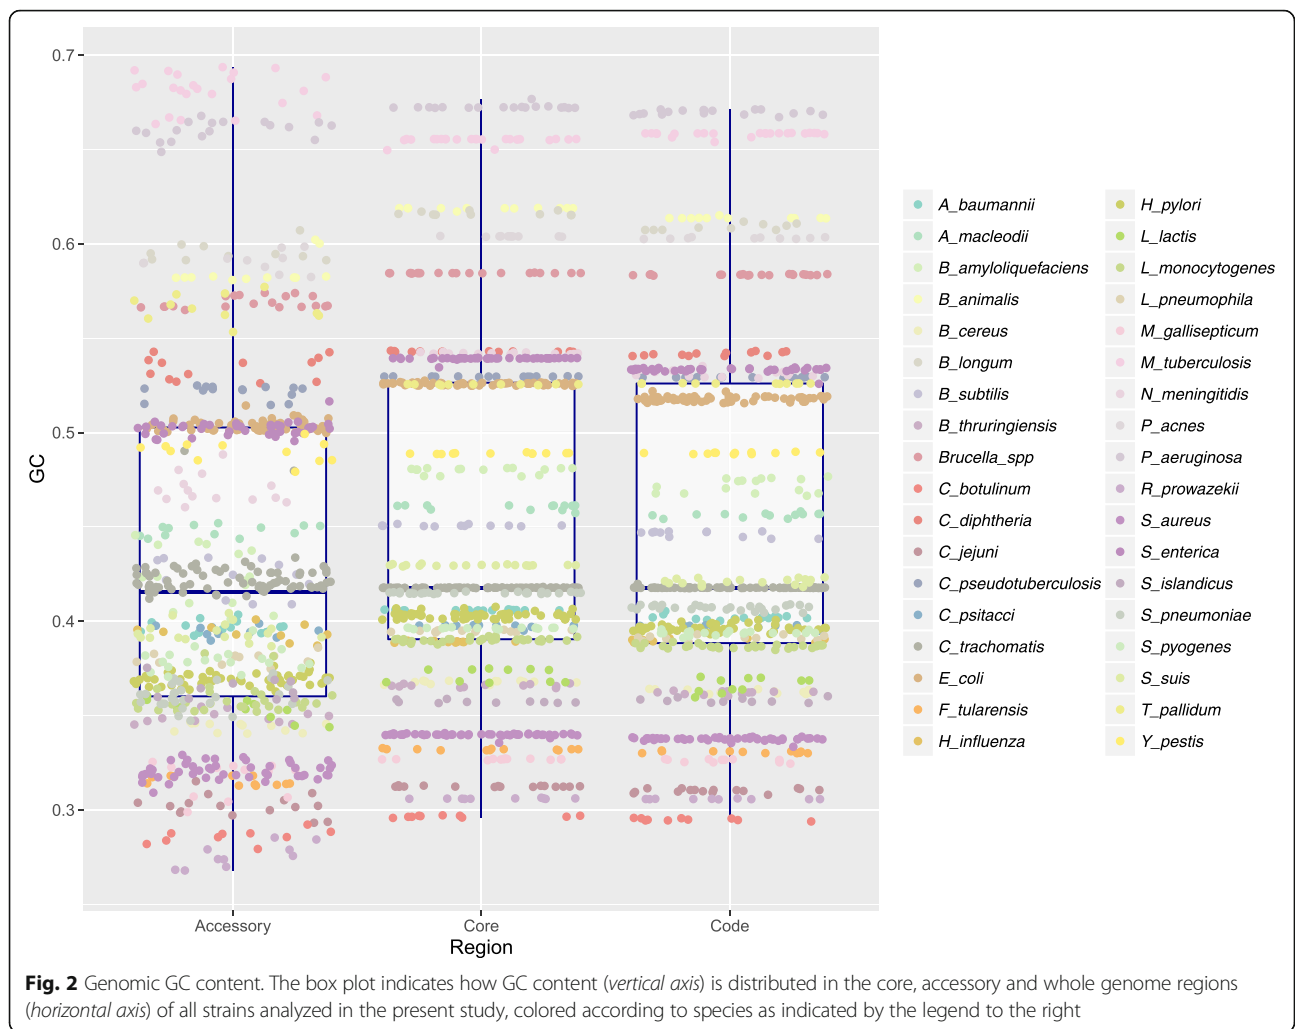 0.7
0.6
0.5
0.4
0.3
GC
Accessory
Core
Code
Region
A_baumannii
A_macleodii
B_amyloliquefaciens
B_animalis
B_cereus
B_longum
B_subtilis
B_thruringiensis
Brucella_spp
C_botulinum
C_diphtheria
C_jejuni
C_pseudotuberculosis
C_psitacci
C_trachomatis
E_coli
F_tularensis
H_influenza
H_pylori
L_lactis
L_monocytogenes
L_pneumophila
M_gallisepticum
M_tuberculosis
N_meningitidis
P_acnes
P_aeruginosa
R_prowazekii
S_aureus
S_enterica
S_islandicus
S_pneumoniae
S_pyogenes
S_suis
T_pallidum
Y_pestis
Fig. 2 Genomic GC content. The box plot indicates how GC content (vertical axis) is distributed in the core, accessory and whole genome regions
(horizontal axis) of all strains analyzed in the present study, colored according to species as indicated by the legend to the right